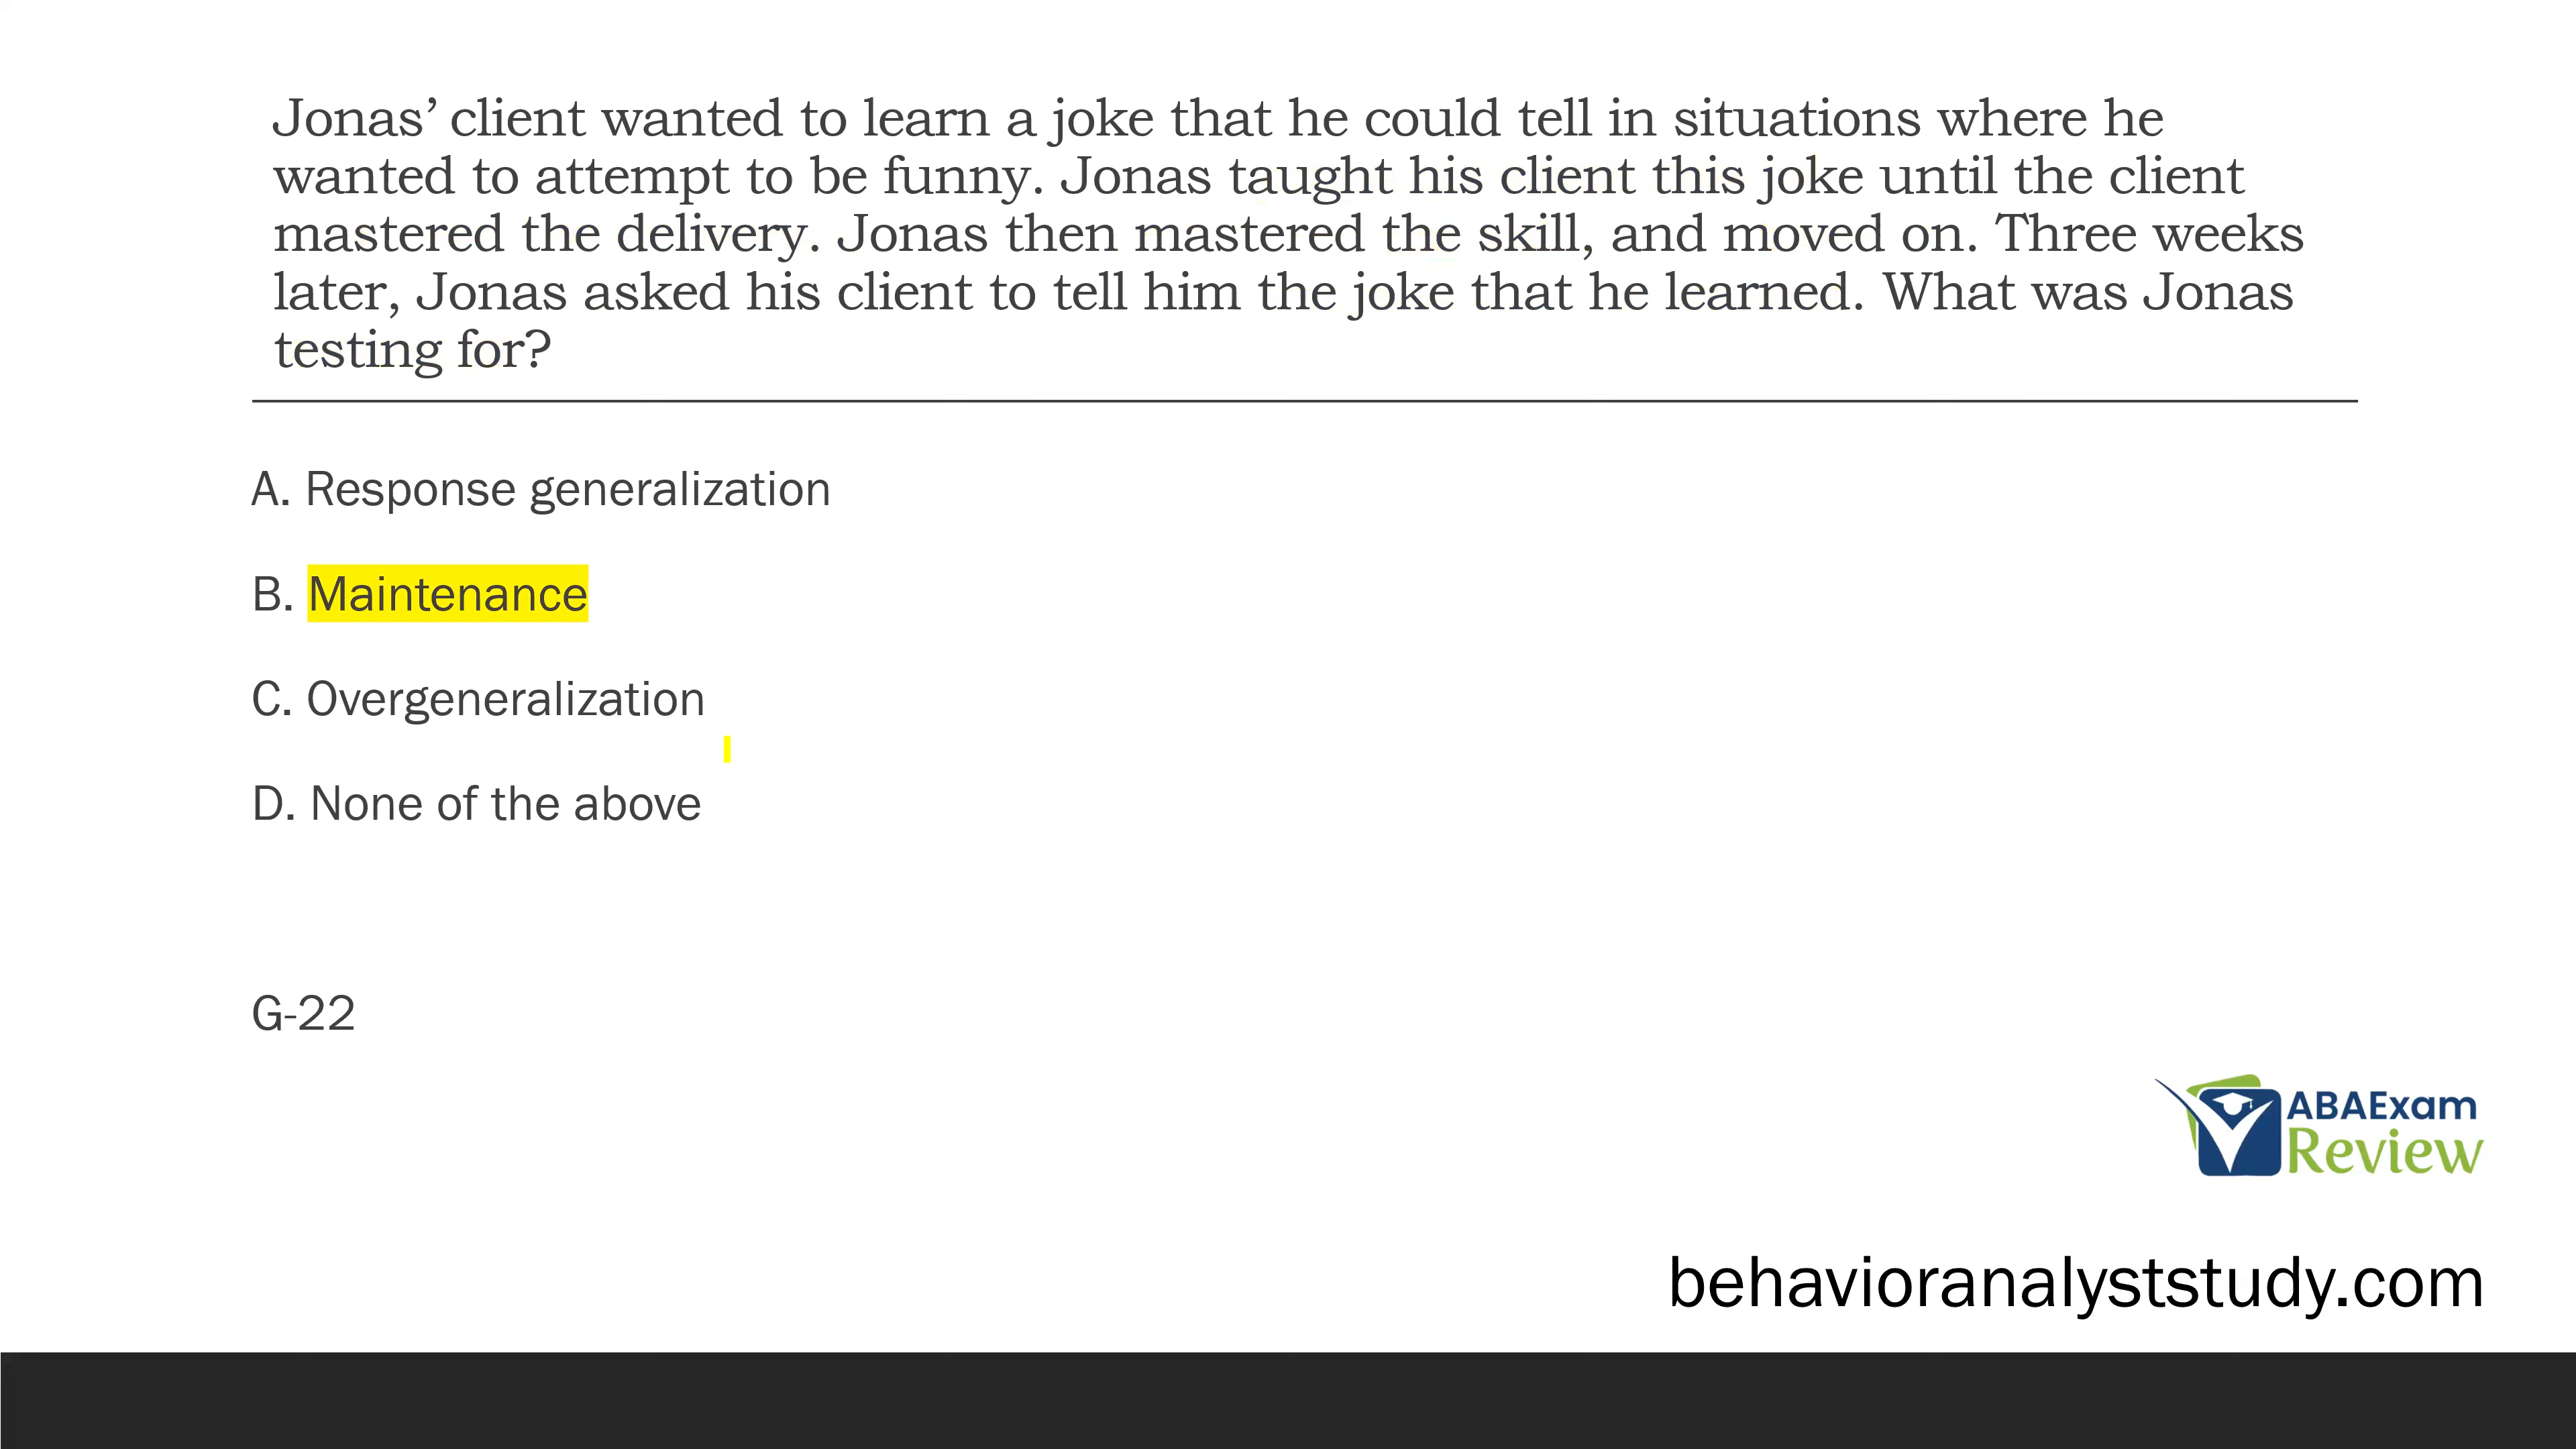 Jonas’ client wanted to learn a joke that he could tell in situations where he
wanted to attempt to be funny. Jonas taught his client this joke until the client
mastered the delivery. Jonas then mastered the skill, and moved on. Three weeks
later, Jonas asked his client to tell him the joke that he learned. What was Jonas
testing for?
A. Response generalization
B. Maintenance
C. Overgeneralization
D. None of the above
G-22
ABAExam
Review
behavioranalyststudy.com